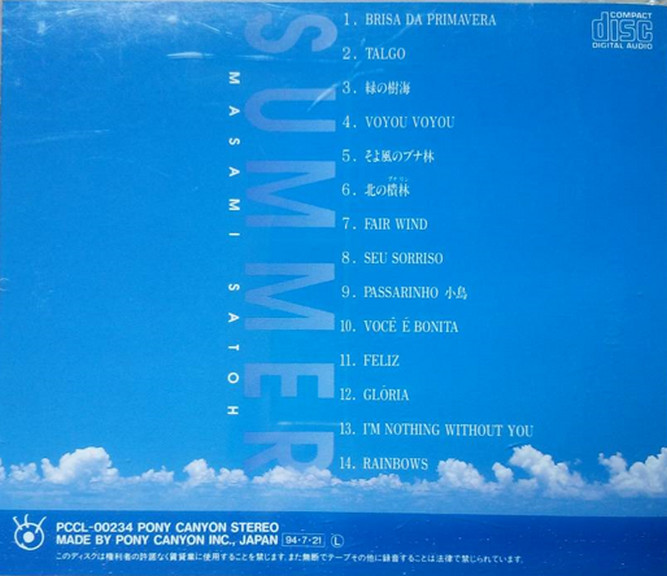 SUMMER
MASAMI SATOH
COMPACT
disc
DIGITAL AUDIO
1. BRISA DA PRIMAVERA
2. TALGO
3. 緑の樹海
4. VOYOU VOYOU
5. そよ風のブナ林
6. 北の橅林
ブナリン
7. FAIR WIND
8. SEU SORRISO
9. PASSARINHO 小鳥
10. VOCÊ É BONITA
11. FELIZ
12. GLÓRIA
13. I'M NOTHING WITHOUT YOU
14. RAINBOWS
PCCL-00234 PONY CANYON STEREO
MADE BY PONY CANYON INC., JAPAN 94・7・21 L
このディスクは権利者の許諾なく賃貸業に使用することを禁じます。また無断でテープその他に録音することは法律で禁じられています。